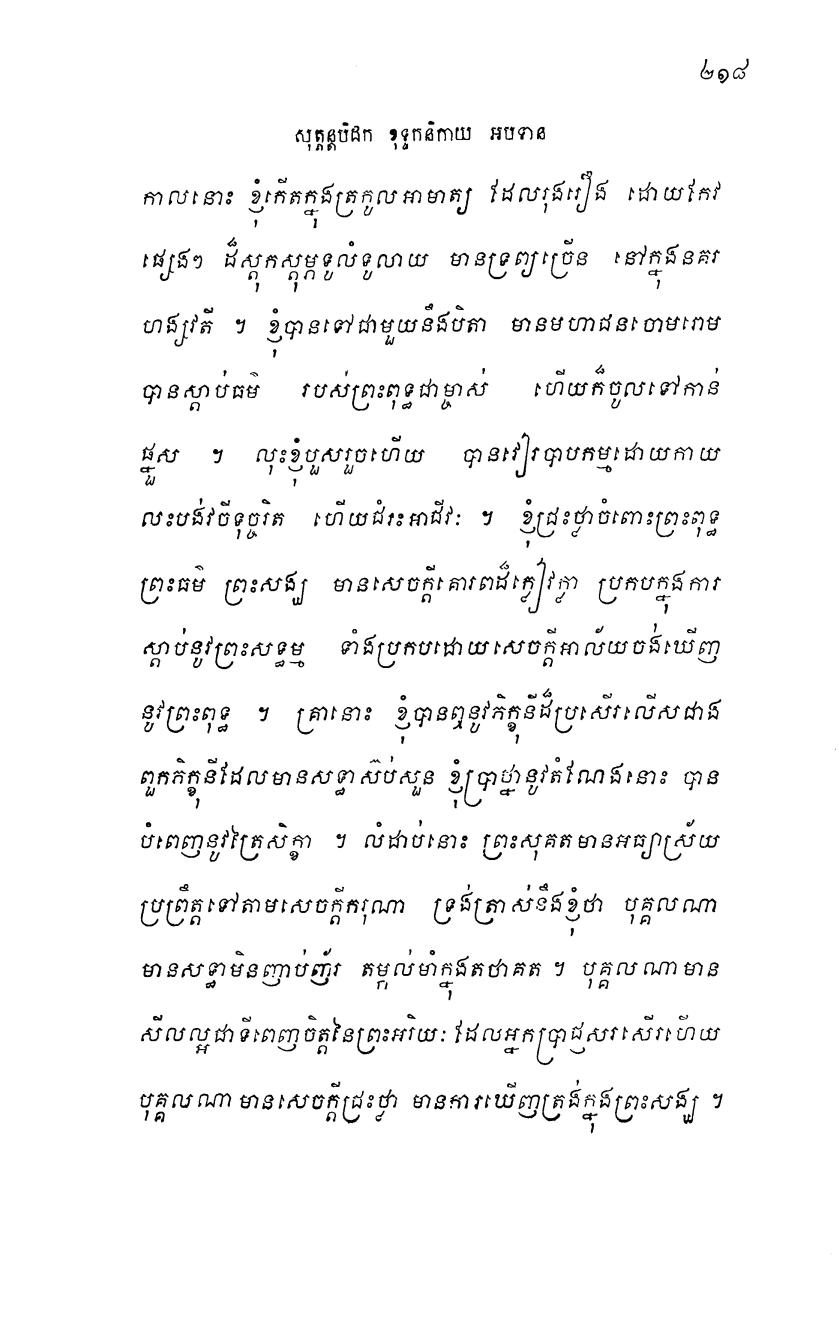 ២១៨
សុត្តន្តបិដក ខុទ្ទកនិកាយ អបទាន
កាលនោះ ខ្ញុំកើតក្នុងត្រកូលអាមាត្យ ដែលរុងរឿង ដោយកែវ
ផ្សេងៗ ដ៏ស្តុកស្តម្ភទូលំទូលាយ មានទ្រព្យច្រើន នៅក្នុងនគរ
ហង្សវតី ។ ខ្ញុំបានទៅជាមួយនឹងបិតា មានមហាជនចោមរោម
បានស្តាប់ធម៌ របស់ព្រះពុទ្ធជាម្ចាស់ ហើយក៏ចូលទៅកាន់
ផ្នួស ។ លុះខ្ញុំបួសរួចហើយ បានវៀរបាបកម្មដោយកាយ
លះបង់វចីទុច្ចរិត ហើយជំរះអាជីវៈ ។ ខ្ញុំជ្រះថ្លាចំពោះព្រះពុទ្ធ
ព្រះធម៌ ព្រះសង្ឃ មានសេចក្តីគោរពដ៏ក្លៀវក្លា ប្រកបក្នុងការ
ស្តាប់នូវព្រះសទ្ធម្ម ទាំងប្រកបដោយសេចក្តីអាល័យចង់ឃើញ
នូវព្រះពុទ្ធ ។ គ្រានោះ ខ្ញុំបានឮនូវភិក្ខុនីដ៏ប្រសើរលើសជាង
ពួកភិក្ខុនីដែលមានសទ្ធាស៊ប់សួន ខ្ញុំប្រាថ្នានូវតំណែងនោះ បាន
បំពេញនូវត្រៃសិក្ខា ។ លំដាប់នោះ ព្រះសុគតមានអធ្យាស្រ័យ
ប្រព្រឹត្តទៅតាមសេចក្តីករុណា ទ្រង់ត្រាស់នឹងខ្ញុំថា បុគ្គលណា
មានសទ្ធាមិនញាប់ញ័រ តម្កល់មាំក្នុងតថាគត ។ បុគ្គលណាមាន
សីលល្អជាទីពេញចិត្តនៃព្រះអរិយៈ ដែលអ្នកប្រាជ្ញសរសើរហើយ
បុគ្គលណាមានសេចក្តីជ្រះថ្លា មានការឃើញត្រង់ក្នុងព្រះសង្ឃ ។